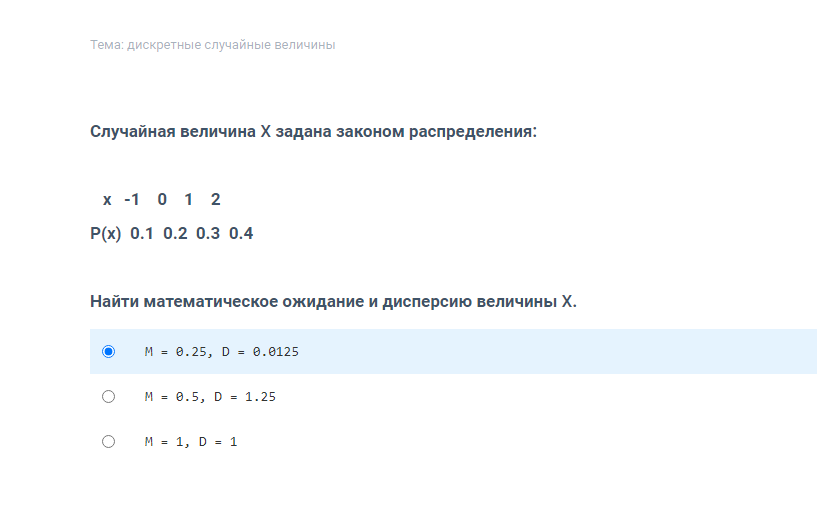 Тема: дискретные случайные величины
Случайная величина X задана законом распределения:
x -1 0 1 2
P(x) 0.1 0.2 0.3 0.4
Найти математическое ожидание и дисперсию величины X.
M = 0.25, D = 0.0125
M = 0.5, D = 1.25
M = 1, D = 1